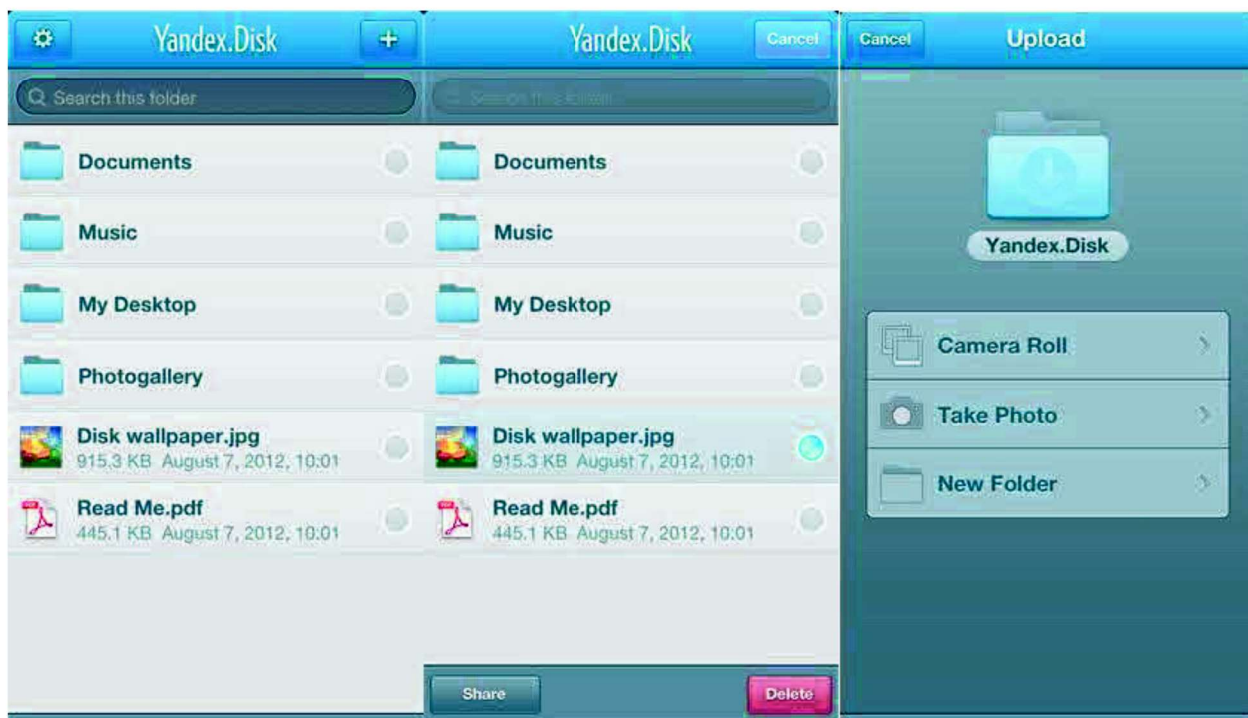 Yandex.Disk
Search this folder
Documents
Music
My Desktop
Photogallery
Disk wallpaper.jpg
915.3 KB August 7, 2012, 10:01
Read Me.pdf
445.1 KB August 7, 2012, 10:01
Yandex.Disk
Cancel
Search this folder
Documents
Music
My Desktop
Photogallery
Disk wallpaper.jpg
915.3 KB August 7, 2012, 10:01
Read Me.pdf
445.1 KB August 7, 2012, 10:01
Share
Delete
Cancel
Upload
Yandex.Disk
Camera Roll
Take Photo
New Folder